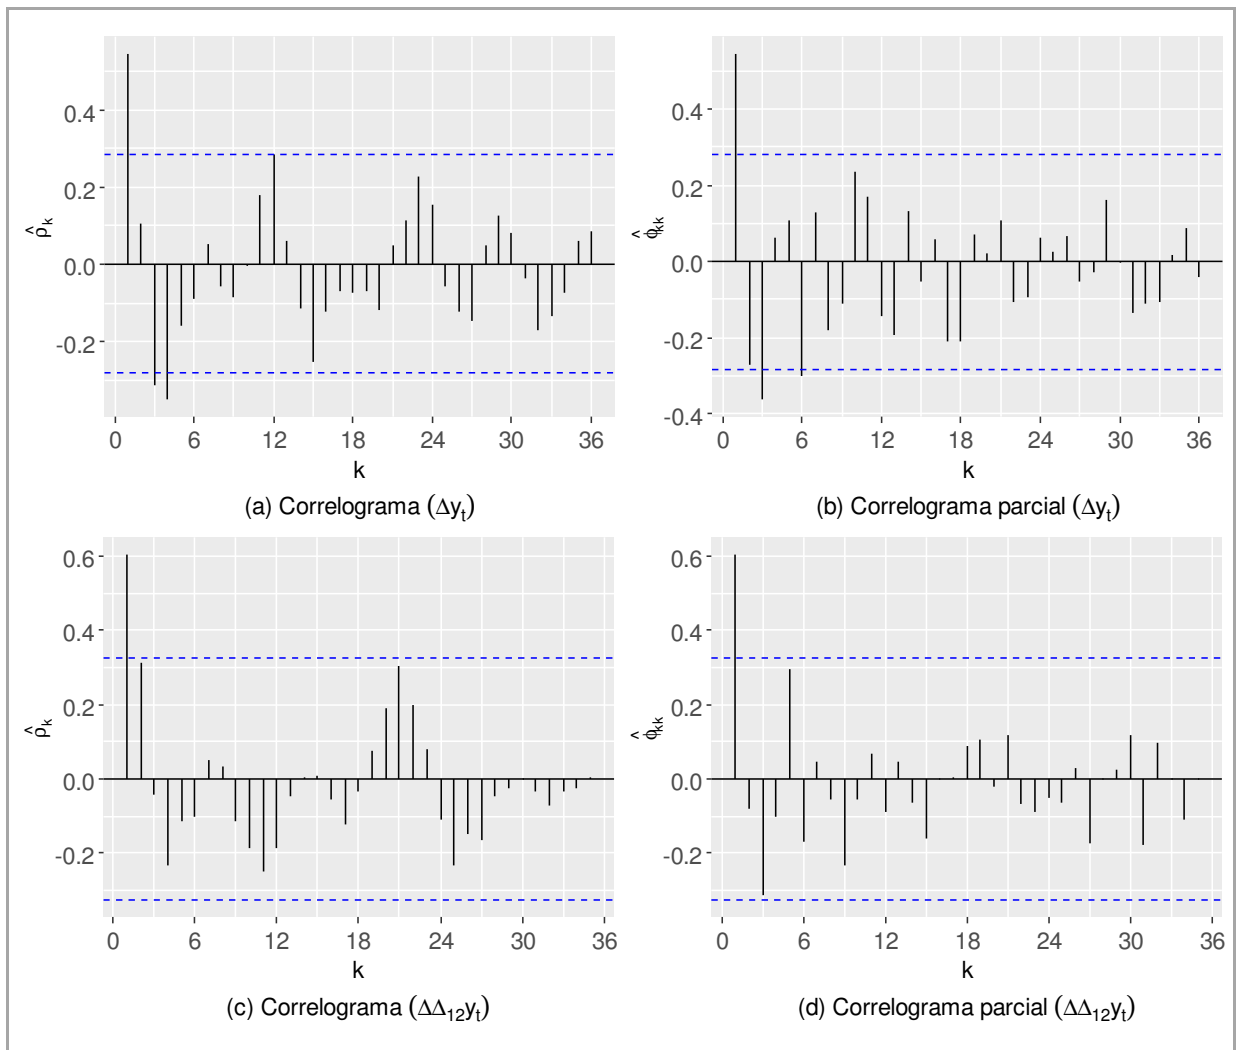 0.4
0.2
0.0
-0.2
ρ̂k
0 6 12 18 24 30 36
k
(a) Correlograma (Δyt)
0.4
0.2
0.0
-0.2
-0.4
ϕ̂kk
0 6 12 18 24 30 36
k
(b) Correlograma parcial (Δyt)
0.6
0.4
0.2
0.0
-0.2
ρ̂k
0 6 12 18 24 30 36
k
(c) Correlograma (ΔΔ12yt)
0.6
0.4
0.2
0.0
-0.2
ϕ̂kk
0 6 12 18 24 30 36
k
(d) Correlograma parcial (ΔΔ12yt)